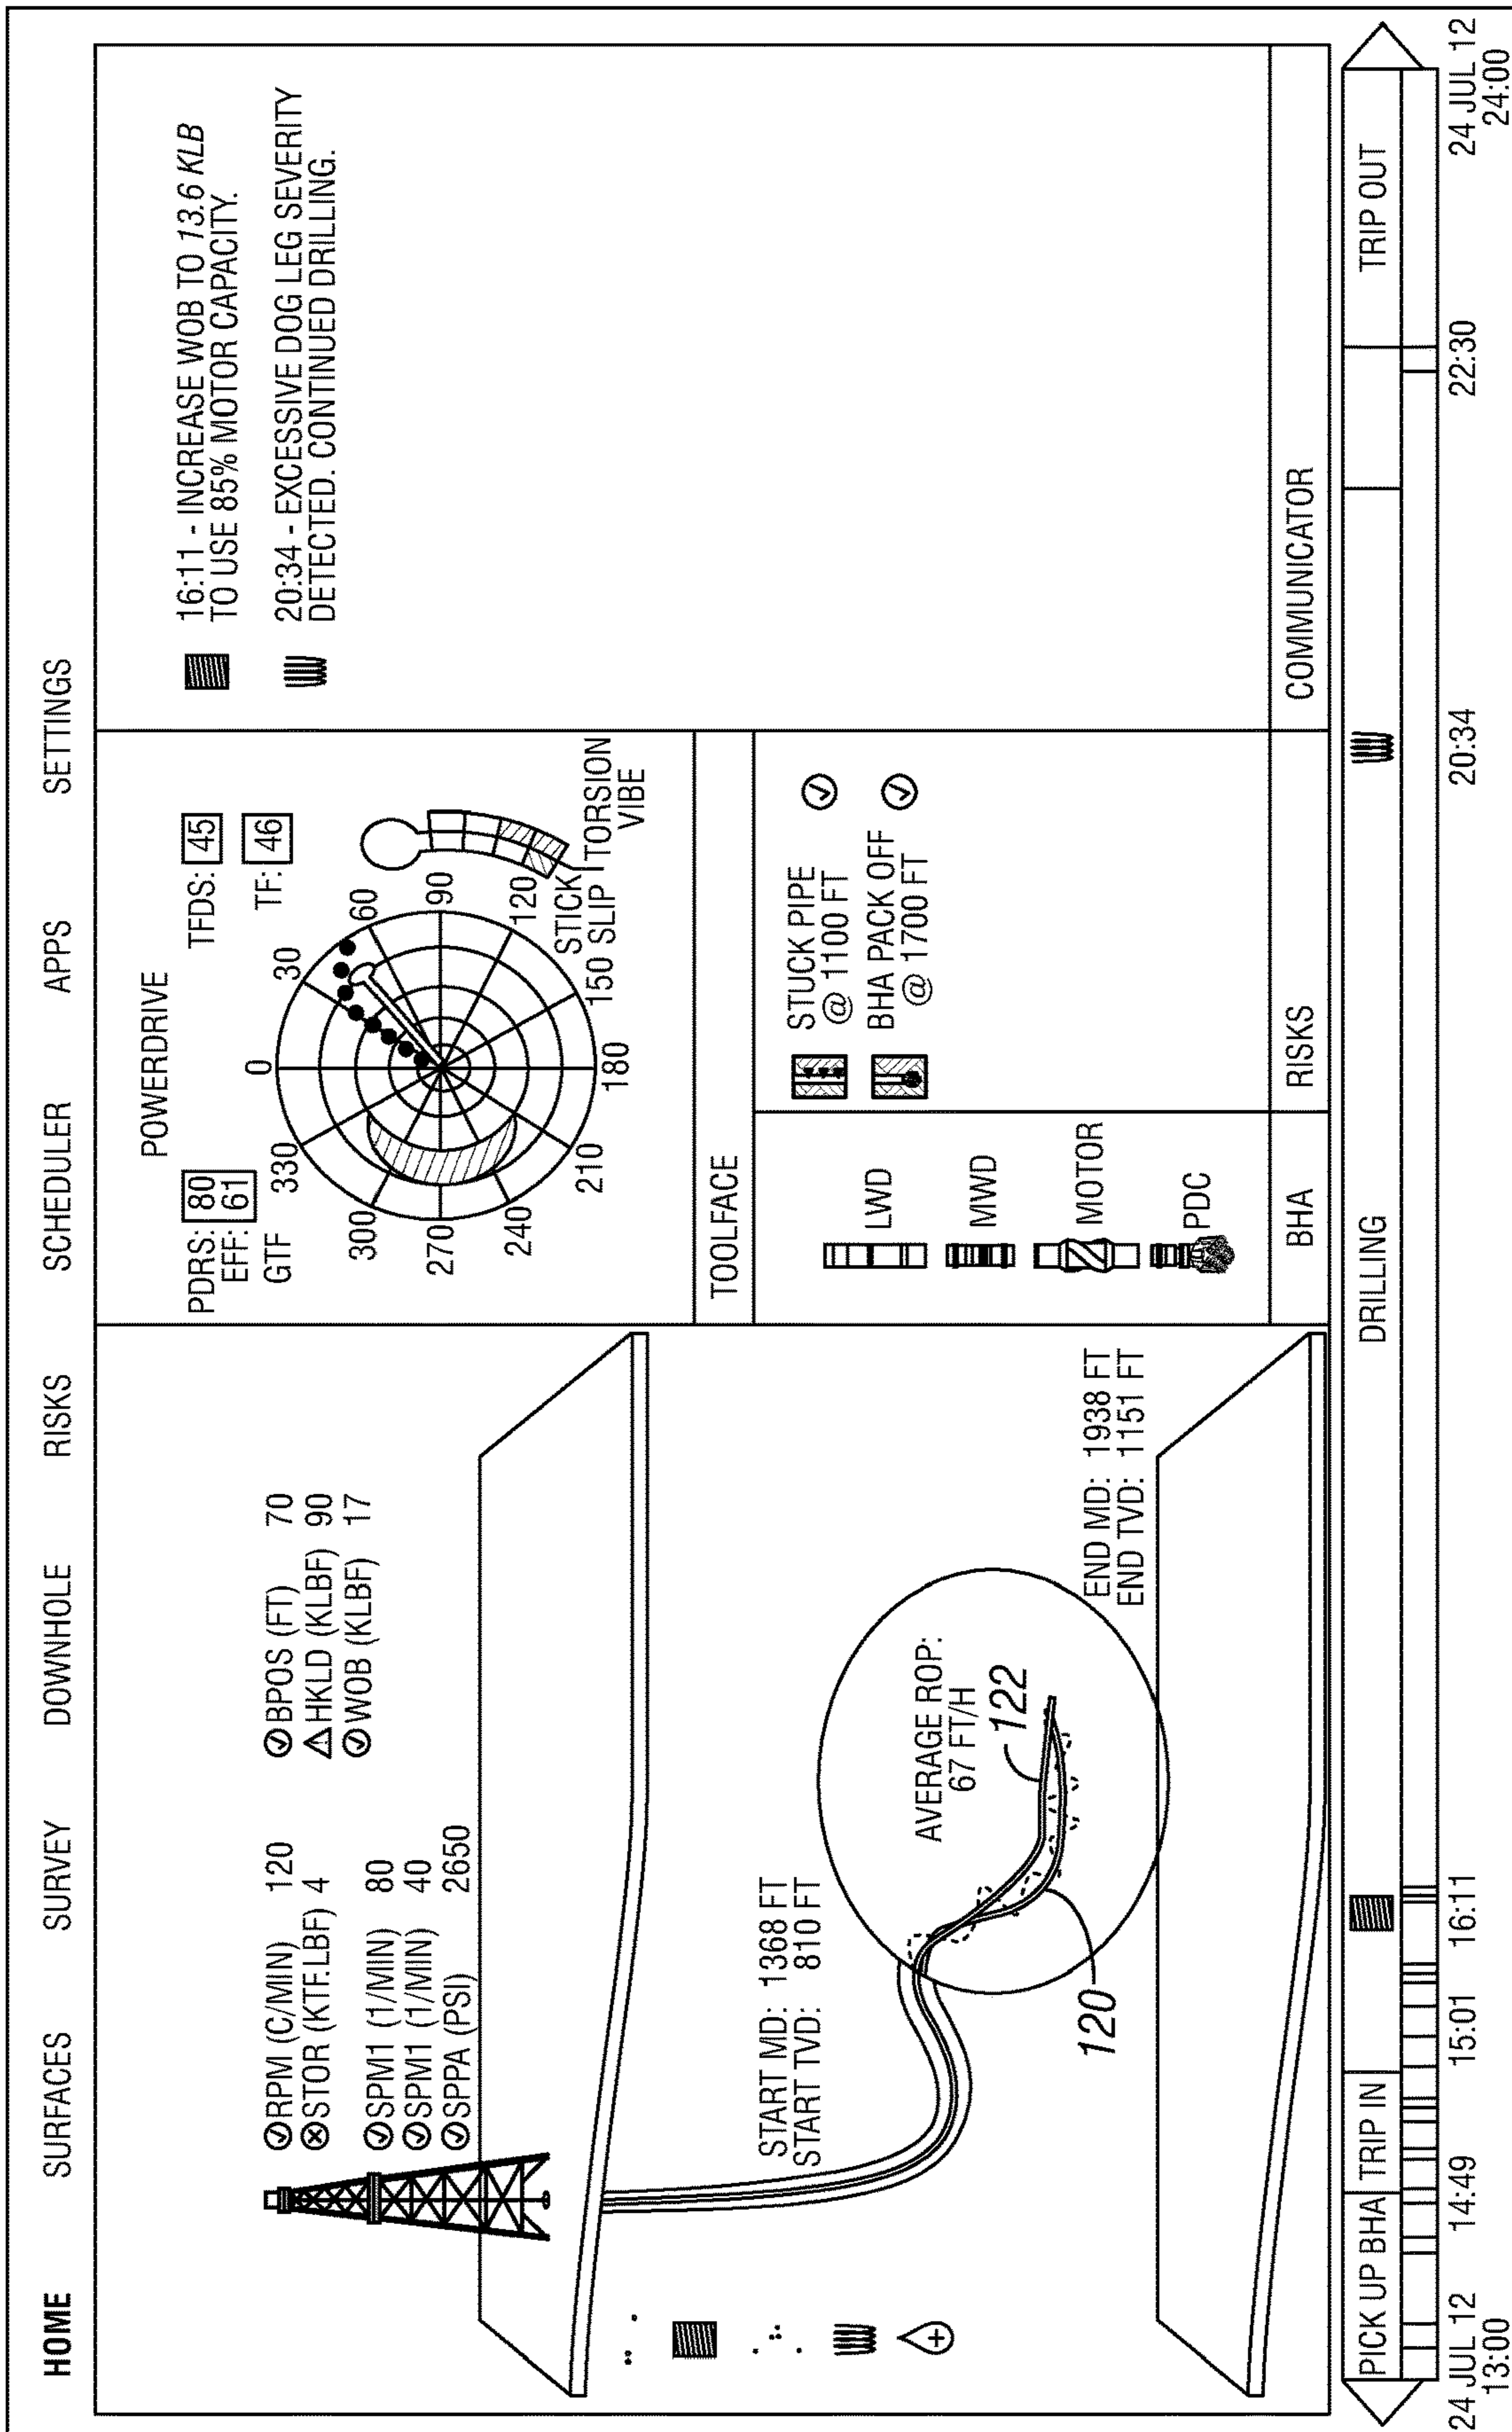 HOME SURFACES SURVEY DOWNHOLE RISKS SCHEDULER APPS SETTINGS
RPM (C/MIN) 120
STOR (KTF.LBF) 4
SPM1 (1/MIN) 80
SPM1 (1/MIN) 40
SPPA (PSI) 2650
BPOS (FT) 70
HKLD (KLBF) 90
WOB (KLBF) 17
START MD: 1368 FT
START TVD: 810 FT
AVERAGE ROP:
67 FT/H
122
120
END MD: 1938 FT
END TVD: 1151 FT
POWERDRIVE
PDRS: 80
EFF: 61
GTF
TFDS: 45
TF: 46
0
30
60
90
120
150
180
210
240
270
300
330
STICK
SLIP
TORSION
VIBE
TOOLFACE
LWD
MWD
MOTOR
PDC
BHA
STUCK PIPE
@ 1100 FT
BHA PACK OFF
@ 1700 FT
RISKS
16:11 - INCREASE WOB TO 13.6 KLB
TO USE 85% MOTOR CAPACITY.
20:34 - EXCESSIVE DOG LEG SEVERITY
DETECTED. CONTINUED DRILLING.
COMMUNICATOR
PICK UP BHA TRIP IN DRILLING TRIP OUT
24 JUL 12 14:49 15:01 16:11 20:34 22:30 24 JUL 12
13:00 24:00